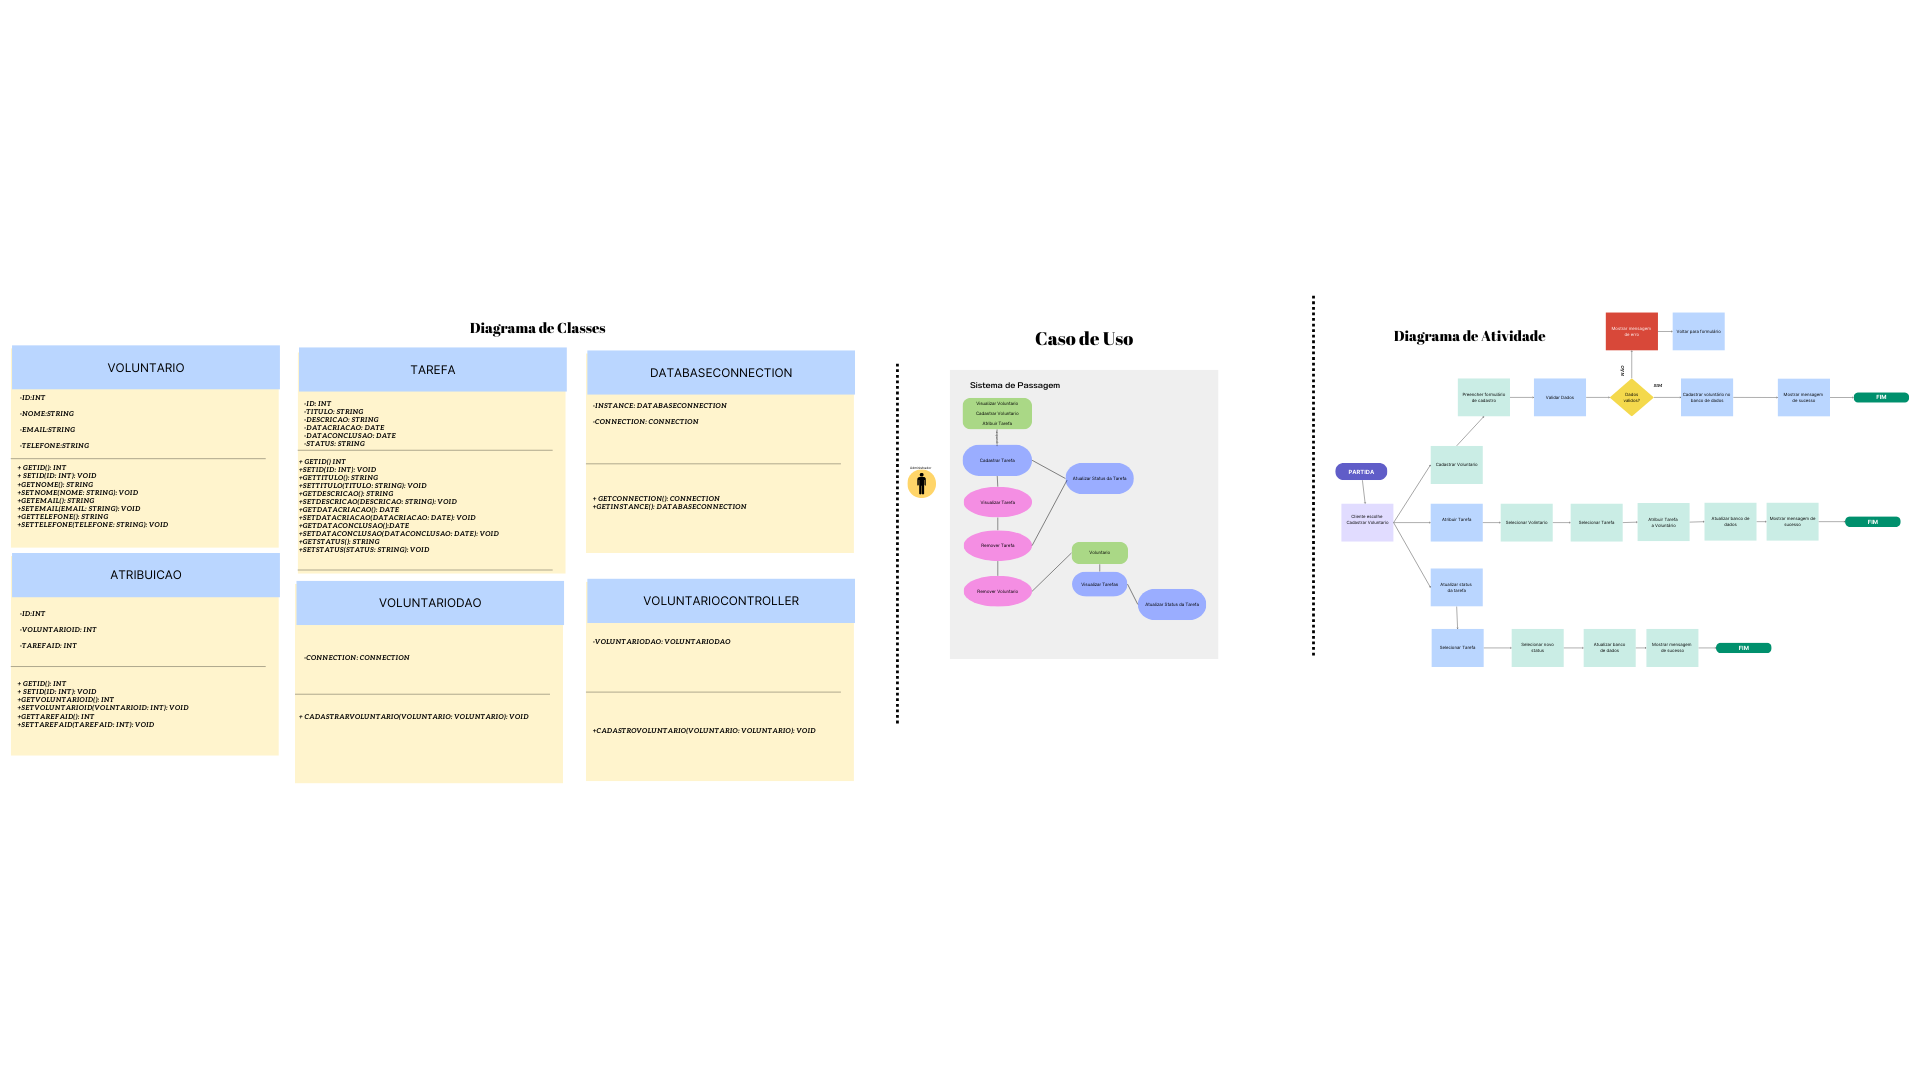 Diagrama de Classes
VOLUNTARIO
-ID:INT
-NOME:STRING
-EMAIL:STRING
-TELEFONE:STRING
+ GETID(): INT
+ SETID(ID: INT): VOID
+GETNOME(): STRING
+SETNOME(NOME: STRING): VOID
+GETEMAIL(): STRING
+SETEMAIL(EMAIL: STRING): VOID
+GETTELEFONE(): STRING
+SETTELEFONE(TELEFONE: STRING): VOID
TAREFA
-ID: INT
-TITULO: STRING
-DESCRICAO: STRING
-DATACRIACAO: DATE
-DATACONCLUSAO: DATE
-STATUS: STRING
+ GETID() INT
+SETID(ID: INT): VOID
+GETTITULO(): STRING
+SETTITULO(TITULO: STRING): VOID
+GETDESCRICAO(): STRING
+SETDESCRICAO(DESCRICAO: STRING): VOID
+GETDATACRIACAO(): DATE
+SETDATACRIACAO(DATACRIACAO: DATE): VOID
+GETDATACONCLUSAO():DATE
+SETDATACONCLUSAO(DATACONCLUSAO: DATE): VOID
+GETSTATUS(): STRING
+SETSTATUS(STATUS: STRING): VOID
DATABASECONNECTION
-INSTANCE: DATABASECONNECTION
-CONNECTION: CONNECTION
+ GETCONNECTION(): CONNECTION
+GETINSTANCE(): DATABASECONNECTION
ATRIBUICAO
-ID:INT
-VOLUNTARIOID: INT
-TAREFAID: INT
+ GETID(): INT
+ SETID(ID: INT): VOID
+GETVOLUNTARIOID(): INT
+SETVOLUNTARIOID(VOLNTARIOID: INT): VOID
+GETTAREFAID(): INT
+SETTAREFAID(TAREFAID: INT): VOID
VOLUNTARIODAO
-CONNECTION: CONNECTION
+ CADASTRARVOLUNTARIO(VOLUNTARIO: VOLUNTARIO): VOID
VOLUNTARIOCONTROLLER
-VOLUNTARIODAO: VOLUNTARIODAO
+CADASTROVOLUNTARIO(VOLUNTARIO: VOLUNTARIO): VOID
Caso de Uso
Sistema de Passagem
Visualizar Voluntario
Cadastrar Voluntario
Atribuir Tarefa
Cadastrar Tarefa
Atualizar Status da Tarefa
Visualizar Tarefa
Remover Tarefa
Voluntario
Visualizar Tarefas
Remover Voluntario
Atualizar Status da Tarefa
Diagrama de Atividade
Mostrar mensagem
de erro
Voltar para formulário
NÃO
SIM
Preencher formulário
de cadastro
Validar Dados
Dados
válidos?
Cadastrar voluntário no
banco de dados
Mostrar mensagem
de sucesso
FIM
Cadastrar Voluntario
PARTIDA
Cliente escolhe
Cadastrar Voluntario
Atribuir Tarefa
Selecionar Tarefa
Atribuir Tarefa
a Voluntário
Atualizar banco de
dados
Mostrar mensagem de
sucesso
FIM
Atualizar status
da tarefa
Selecionar Tarefa
Selecionar novo
status
Atualizar banco
de dados
Mostrar mensagem
de sucesso
FIM